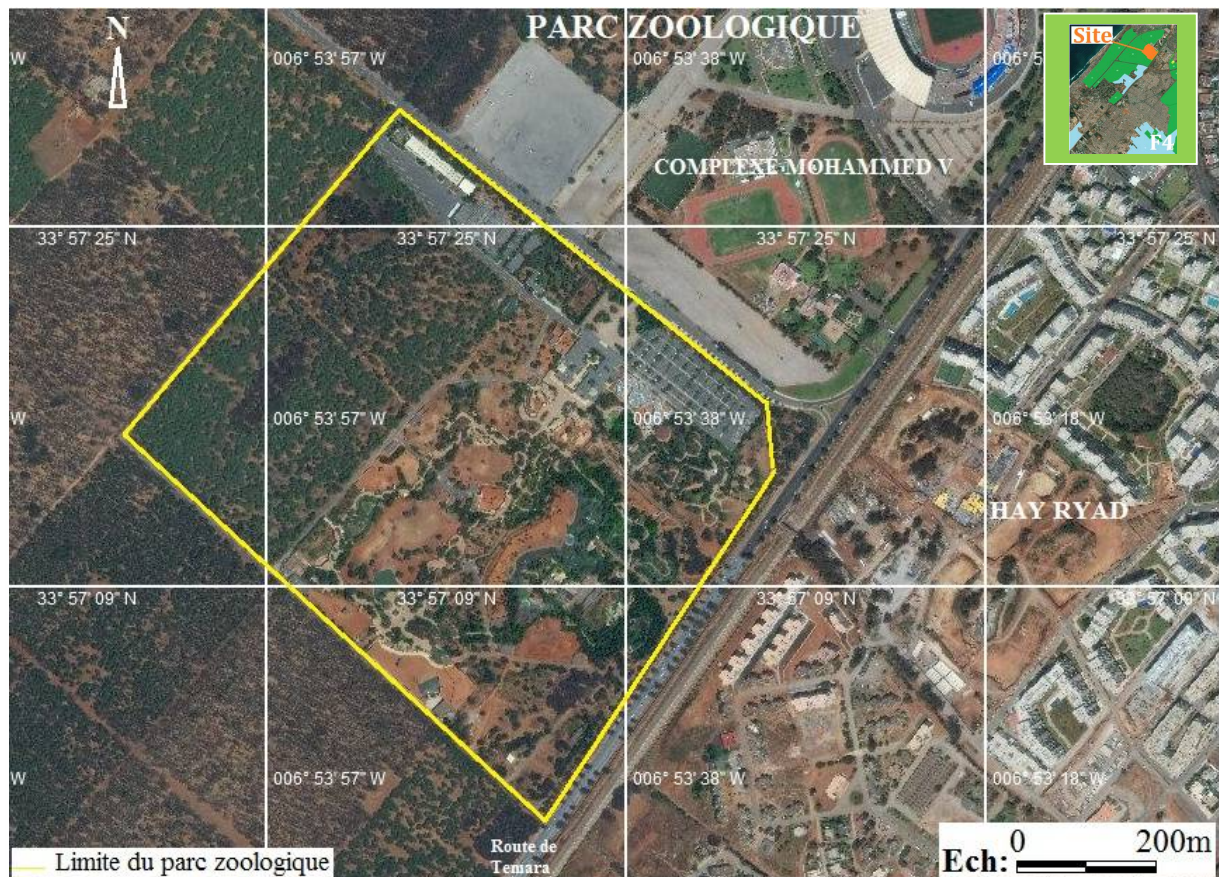 PARC ZOOLOGIQUE
N
W
006° 53' 57" W
006° 53' 38" W
Site
F4
COMPLEXE MOHAMMED V
33° 57' 25" N
33° 57' 25" N
33° 57' 25" N
W
006° 53' 57" W
006° 53' 38" W
006° 53' 18" W
HAY RYAD
33° 57' 09" N
33° 57' 09" N
33° 57' 09" N
33° 57' 09" N
W
006° 53' 57" W
006° 53' 38" W
006° 53' 18" W
Route de
Temara
Limite du parc zoologique
0 200m
Ech: